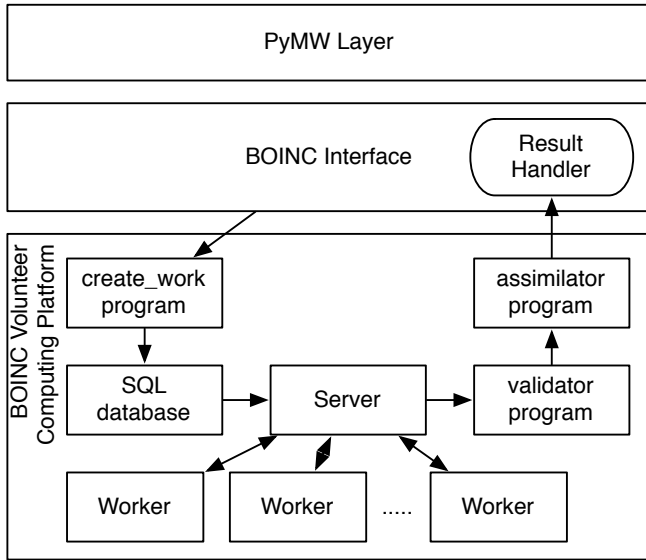 PyMW Layer
BOINC Interface
Result
Handler
BOINC Volunteer
Computing Platform
create_work
program
assimilator
program
SQL
database
Server
validator
program
Worker
Worker
.....
Worker